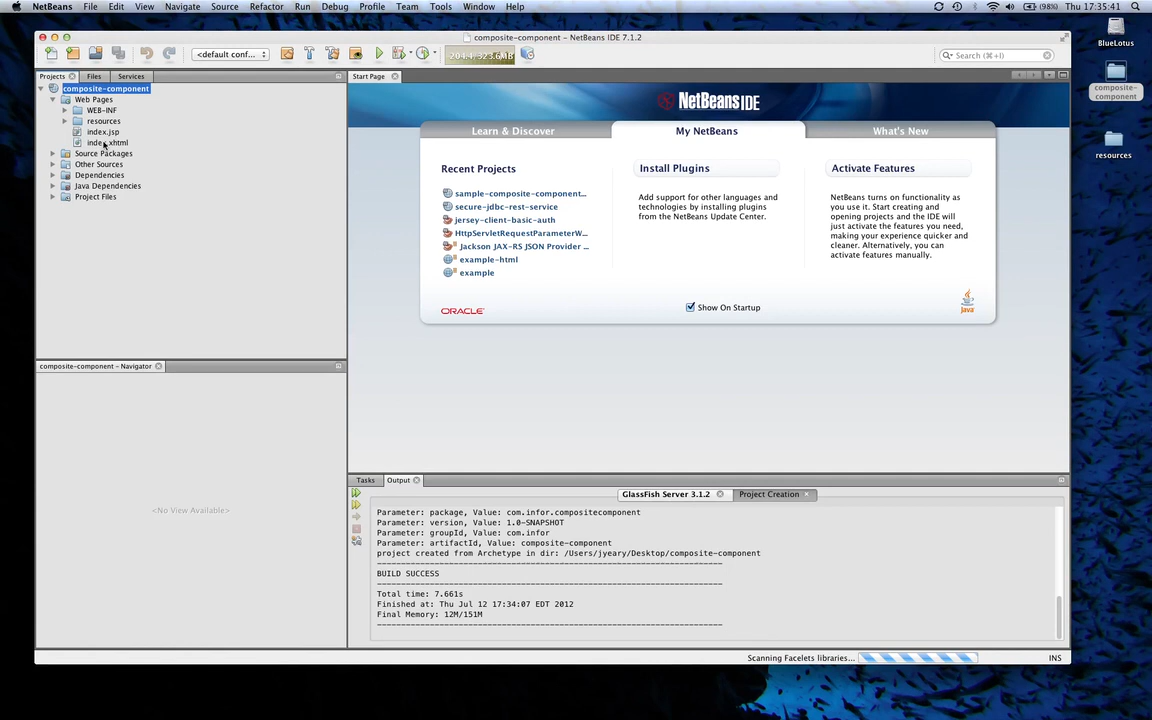 NetBeans File Edit View Navigate Source Refactor Run Debug Profile Team Tools Window Help (98%) Thu 17:35:41
composite-component – NetBeans IDE 7.1.2
<default conf... 204.4/323.6MB Search (⌘+I)
Projects Files Services Start Page
composite-component
Web Pages
WEB-INF
resources
index.jsp
index.xhtml
Source Packages
Other Sources
Dependencies
Java Dependencies
Project Files
NetBeans IDE
Learn & Discover My NetBeans What's New
Recent Projects
sample-composite-component...
secure-jdbc-rest-service
jersey-client-basic-auth
HttpServletRequestParameterW...
Jackson JAX-RS JSON Provider ...
example-html
example
Install Plugins
Add support for other languages and
technologies by installing plugins
from the NetBeans Update Center.
Activate Features
NetBeans turns on functionality as
you use it. Start creating and
opening projects and the IDE will
just activate the features you need,
making your experience quicker and
cleaner. Alternatively, you can
activate features manually.
ORACLE
Show On Startup
Java
composite-component – Navigator
<No View Available>
Tasks Output
GlassFish Server 3.1.2 Project Creation
Parameter: package, Value: com.infor.compositecomponent
Parameter: version, Value: 1.0-SNAPSHOT
Parameter: groupId, Value: com.infor
Parameter: artifactId, Value: composite-component
project created from Archetype in dir: /Users/jyeary/Desktop/composite-component
BUILD SUCCESS
Total time: 7.661s
Finished at: Thu Jul 12 17:34:07 EDT 2012
Final Memory: 12M/151M
Scanning Facelets libraries... INS
BlueLotus
composite-
component
resources